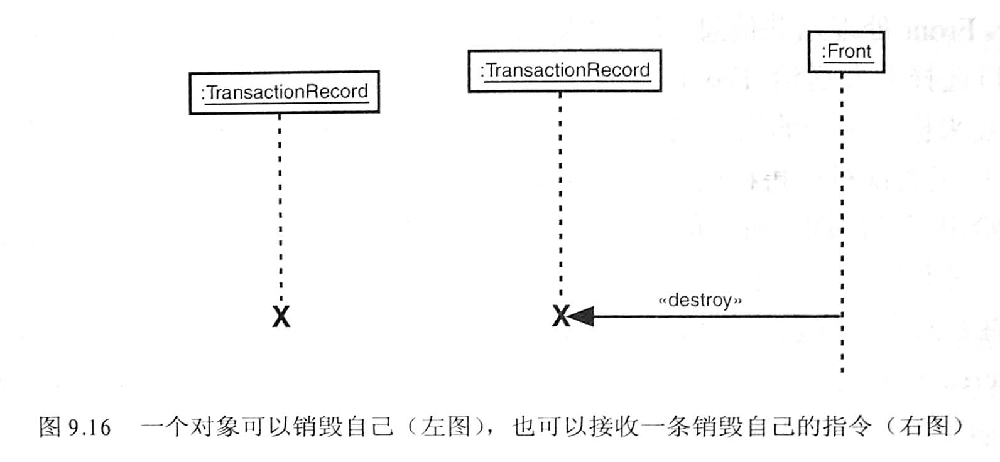 :Front
:TransactionRecord
:TransactionRecord
«destroy»
X
X
图 9.16 一个对象可以销毁自己（左图），也可以接收一条销毁自己的指令（右图）